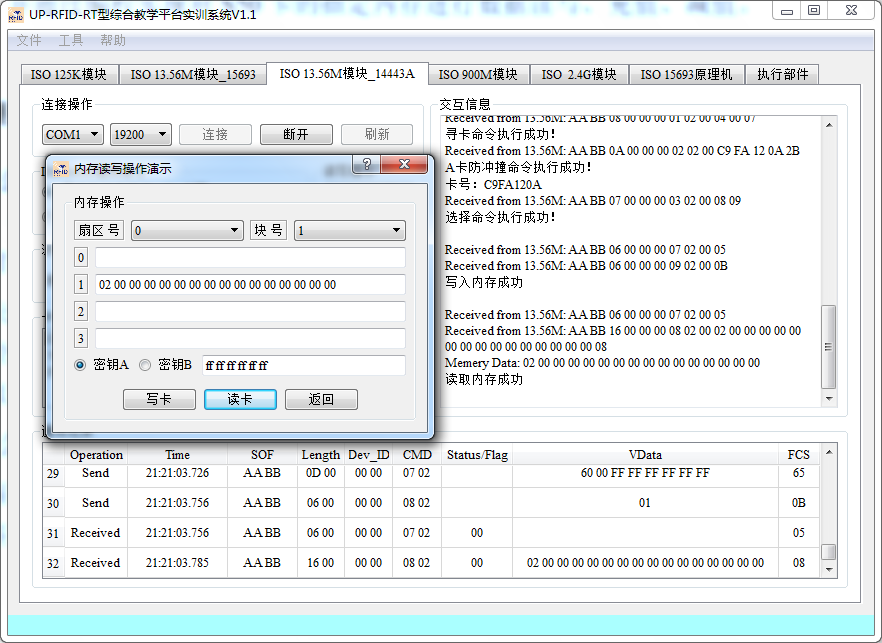 UP-RFID-RT型综合教学平台实训系统V1.1
文件 工具 帮助
ISO 125K模块 ISO 13.56M模块_15693 ISO 13.56M模块_14443A ISO 900M模块 ISO 2.4G模块 ISO 15693原理机 执行部件
连接操作
COM1 19200 连接 断开 刷新
内存读写操作演示
内存操作
扇区 号 0 块 号 1
0
1 02 00 00 00 00 00 00 00 00 00 00 00 00 00 00 00
2
3
密钥A 密钥B ffffffffffff
写卡 读卡 返回
交互信息
Received from 13.56M: AA BB 08 00 00 00 01 02 00 04 00 07
寻卡命令执行成功！
Received from 13.56M: AA BB 0A 00 00 00 02 02 00 C9 FA 12 0A 2B
A卡防冲撞命令执行成功！
卡号：C9FA120A
Received from 13.56M: AA BB 07 00 00 00 03 02 00 08 09
选择命令执行成功！
Received from 13.56M: AA BB 06 00 00 00 07 02 00 05
Received from 13.56M: AA BB 06 00 00 00 09 02 00 0B
写入内存成功
Received from 13.56M: AA BB 06 00 00 00 07 02 00 05
Received from 13.56M: AA BB 16 00 00 00 08 02 00 02 00 00 00 00 00
00 00 00 00 00 00 00 00 00 00 08
Memery Data: 02 00 00 00 00 00 00 00 00 00 00 00 00 00 00 00
读取内存成功
Operation Time SOF Length Dev_ID CMD Status/Flag VData FCS
29 Send 21:21:03.726 AA BB 0D 00 00 00 07 02 60 00 FF FF FF FF FF FF 65
30 Send 21:21:03.756 AA BB 06 00 00 00 08 02 01 0B
31 Received 21:21:03.756 AA BB 06 00 00 00 07 02 00 05
32 Received 21:21:03.785 AA BB 16 00 00 00 08 02 00 02 00 00 00 00 00 00 00 00 00 00 00 00 00 00 00 08